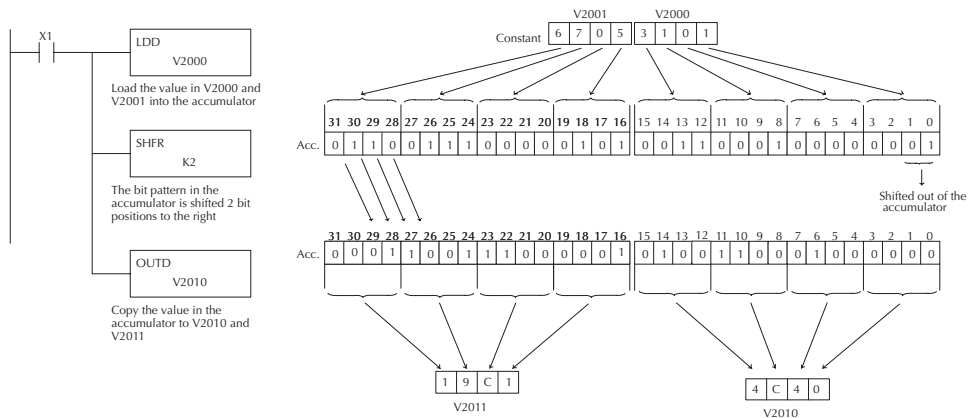 X1
LDD
V2000
Load the value in V2000 and
V2001 into the accumulator
SHFR
K2
The bit pattern in the
accumulator is shifted 2 bit
positions to the right
OUTD
V2010
Copy the value in the
accumulator to V2010 and
V2011
V2001 V2000
Constant 6 7 0 5 3 1 0 1
31 30 29 28 27 26 25 24 23 22 21 20 19 18 17 16 15 14 13 12 11 10 9 8 7 6 5 4 3 2 1 0
Acc. 0 1 1 0 0 1 1 1 0 0 0 0 0 1 0 1 0 0 1 1 0 0 0 1 0 0 0 0 0 0 0 1
Shifted out of the
accumulator
31 30 29 28 27 26 25 24 23 22 21 20 19 18 17 16 15 14 13 12 11 10 9 8 7 6 5 4 3 2 1 0
Acc. 0 0 0 1 1 0 0 1 1 1 0 0 0 0 0 1 0 1 0 0 1 1 0 0 0 1 0 0 0 0 0 0
1 9 C 1
V2011
4 C 4 0
V2010